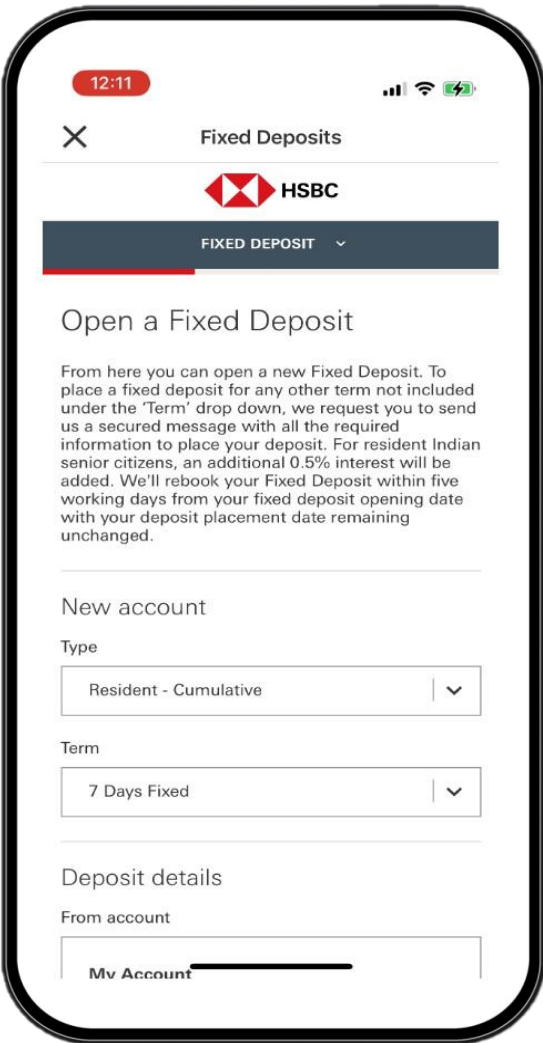 12:11
Fixed Deposits
HSBC
FIXED DEPOSIT
Open a Fixed Deposit
From here you can open a new Fixed Deposit. To
place a fixed deposit for any other term not included
under the ‘Term’ drop down, we request you to send
us a secured message with all the required
information to place your deposit. For resident Indian
senior citizens, an additional 0.5% interest will be
added. We'll rebook your Fixed Deposit within five
working days from your fixed deposit opening date
with your deposit placement date remaining
unchanged.
New account
Type
Resident - Cumulative
Term
7 Days Fixed
Deposit details
From account
My Account